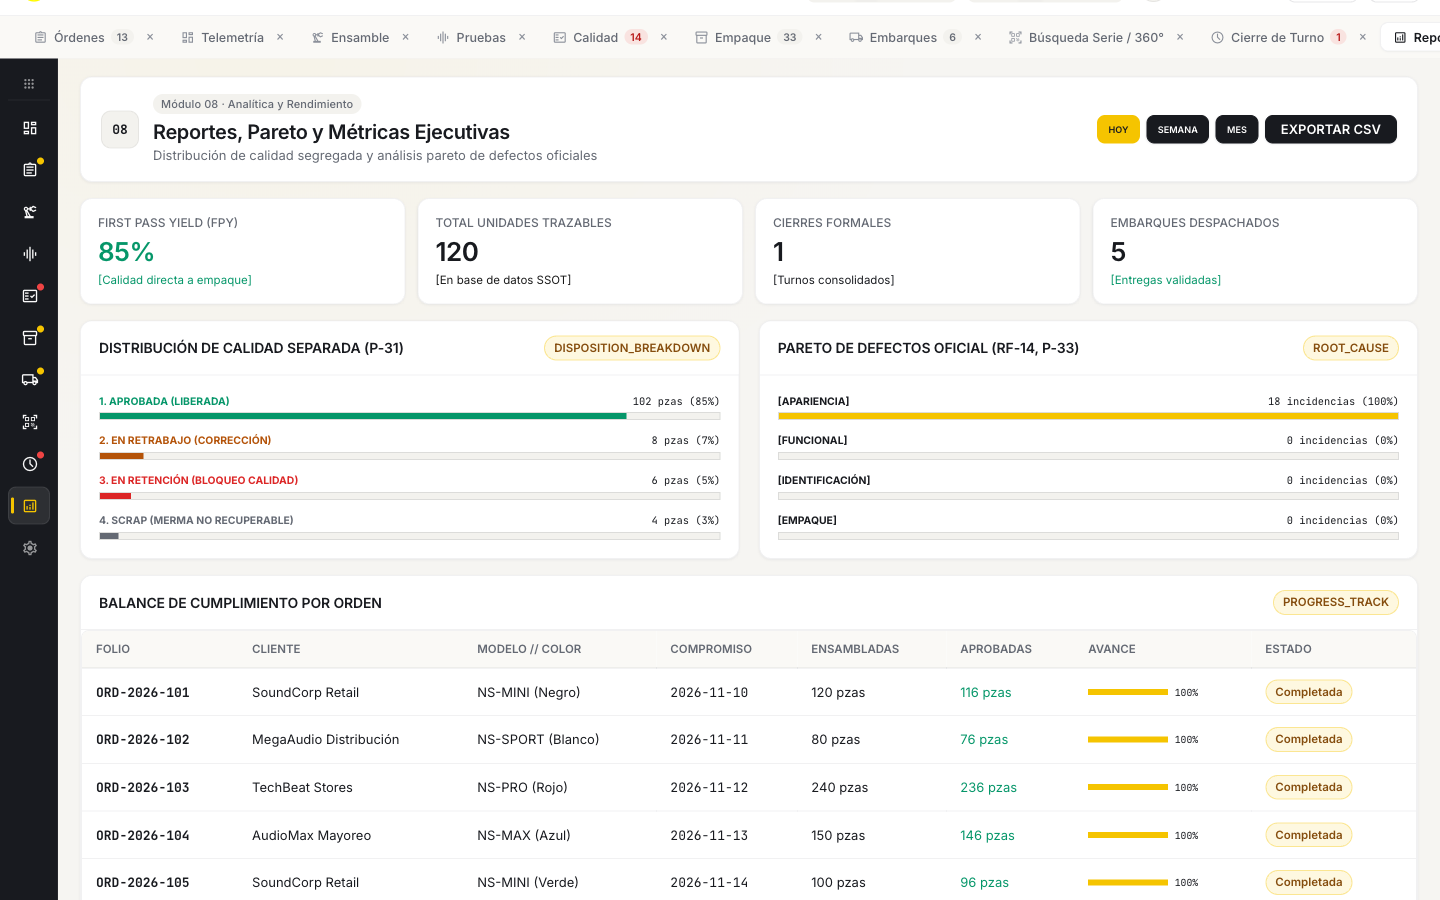 Órdenes 13 × Telemetría × Ensamble × Pruebas × Calidad 14 × Empaque 33 × Embarques 6 × Búsqueda Serie / 360° × Cierre de Turno 1 × Repo
Módulo 08 · Analítica y Rendimiento
08
Reportes, Pareto y Métricas Ejecutivas
Distribución de calidad segregada y análisis pareto de defectos oficiales
HOY SEMANA MES EXPORTAR CSV
FIRST PASS YIELD (FPY)
85%
[Calidad directa a empaque]
TOTAL UNIDADES TRAZABLES
120
[En base de datos SSOT]
CIERRES FORMALES
1
[Turnos consolidados]
EMBARQUES DESPACHADOS
5
[Entregas validadas]
DISTRIBUCIÓN DE CALIDAD SEPARADA (P-31) DISPOSITION_BREAKDOWN
1. APROBADA (LIBERADA) 102 pzas (85%)
2. EN RETRABAJO (CORRECCIÓN) 8 pzas (7%)
3. EN RETENCIÓN (BLOQUEO CALIDAD) 6 pzas (5%)
4. SCRAP (MERMA NO RECUPERABLE) 4 pzas (3%)
PARETO DE DEFECTOS OFICIAL (RF-14, P-33) ROOT_CAUSE
[APARIENCIA] 18 incidencias (100%)
[FUNCIONAL] 0 incidencias (0%)
[IDENTIFICACIÓN] 0 incidencias (0%)
[EMPAQUE] 0 incidencias (0%)
BALANCE DE CUMPLIMIENTO POR ORDEN PROGRESS_TRACK
FOLIO CLIENTE MODELO // COLOR COMPROMISO ENSAMBLADAS APROBADAS AVANCE ESTADO
ORD-2026-101 SoundCorp Retail NS-MINI (Negro) 2026-11-10 120 pzas 116 pzas 100% Completada
ORD-2026-102 MegaAudio Distribución NS-SPORT (Blanco) 2026-11-11 80 pzas 76 pzas 100% Completada
ORD-2026-103 TechBeat Stores NS-PRO (Rojo) 2026-11-12 240 pzas 236 pzas 100% Completada
ORD-2026-104 AudioMax Mayoreo NS-MAX (Azul) 2026-11-13 150 pzas 146 pzas 100% Completada
ORD-2026-105 SoundCorp Retail NS-MINI (Verde) 2026-11-14 100 pzas 96 pzas 100% Completada